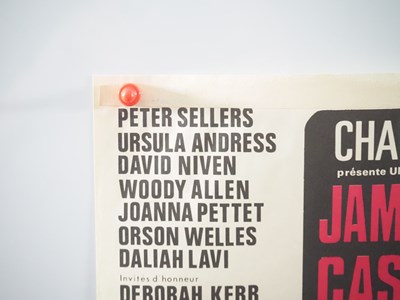 PETER SELLERS
URSULA ANDRESS
DAVID NIVEN
WOODY ALLEN
JOANNA PETTET
ORSON WELLES
DALIAH LAVI
Invités d'honneur
DEBORAH KERR
CHA
présente UN
JAM
CAS